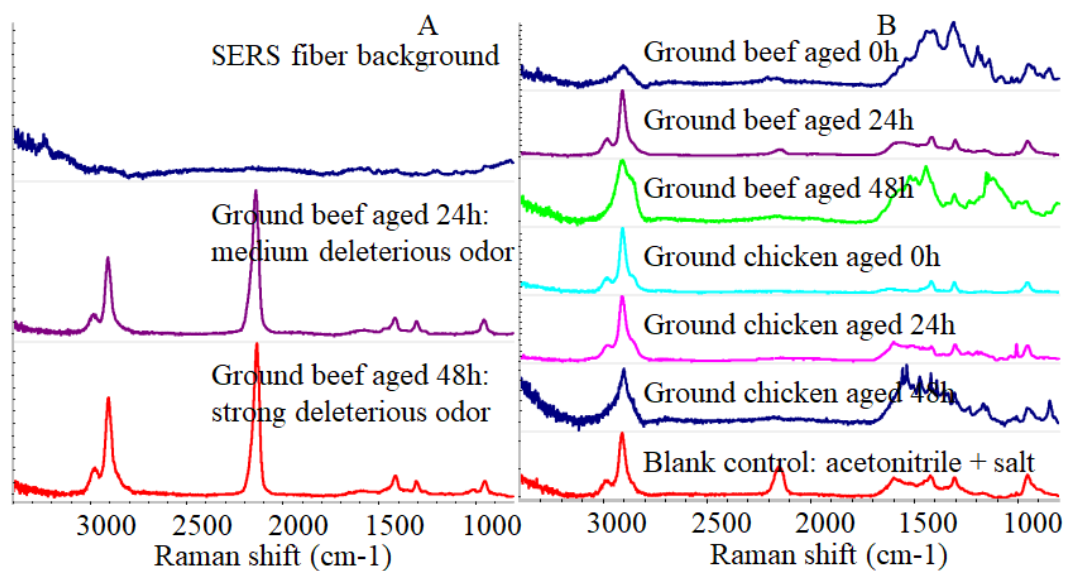 A
SERS fiber background
Ground beef aged 24h:
medium deleterious odor
Ground beef aged 48h:
strong deleterious odor
3000 2500 2000 1500 1000
Raman shift (cm-1)
B
Ground beef aged 0h
Ground beef aged 24h
Ground beef aged 48h
Ground chicken aged 0h
Ground chicken aged 24h
Ground chicken aged 48h
Blank control: acetonitrile + salt
3000 2500 2000 1500 1000
Raman shift (cm-1)